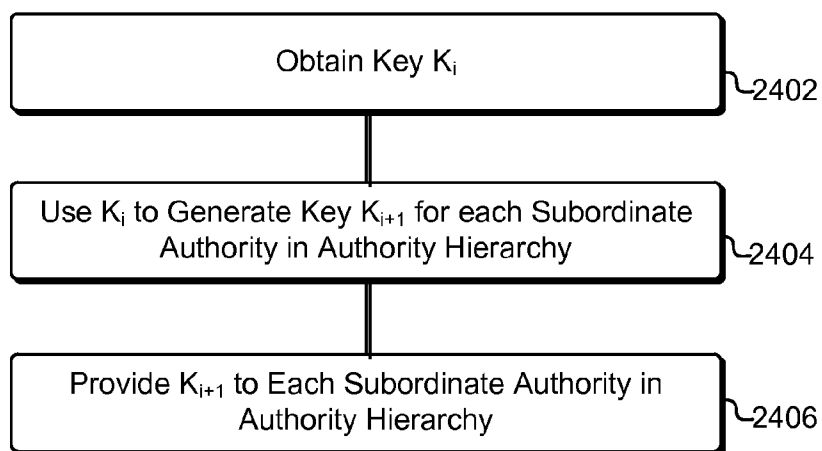 Obtain Key Kᵢ
2402
Use Kᵢ to Generate Key Kᵢ₊₁ for each Subordinate
Authority in Authority Hierarchy
2404
Provide Kᵢ₊₁ to Each Subordinate Authority in
Authority Hierarchy
2406